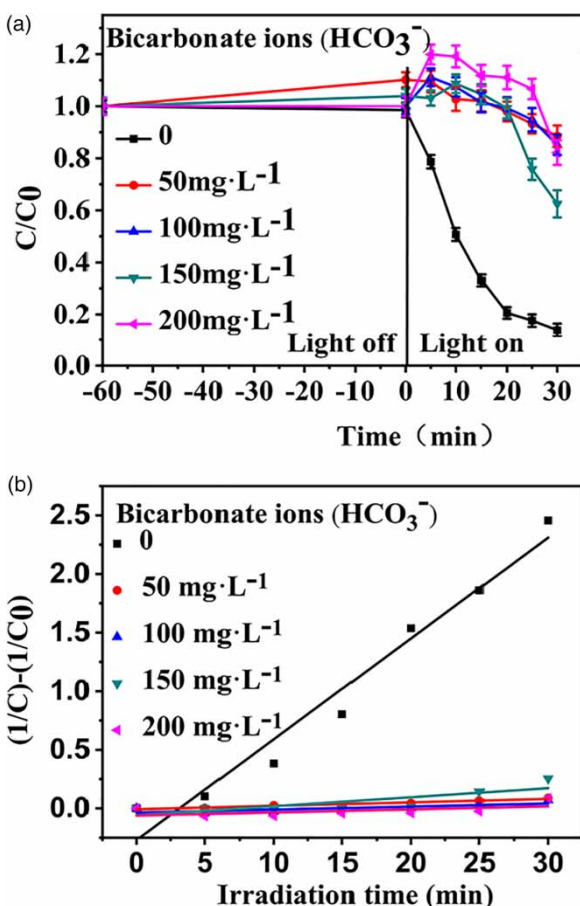 (a)
Bicarbonate ions (HCO₃⁻)
1.2
1.0
0.8
0.6
0.4
0.2
0.0
C/C0
0
50mg·L⁻¹
100mg·L⁻¹
150mg·L⁻¹
200mg·L⁻¹
Light off
Light on
-60 -50 -40 -30 -20 -10 0 10 20 30
Time（min）
(b)
Bicarbonate ions (HCO₃⁻)
2.5
2.0
1.5
1.0
0.5
0.0
(1/C)-(1/C0)
0
50 mg·L⁻¹
100 mg·L⁻¹
150 mg·L⁻¹
200 mg·L⁻¹
0 5 10 15 20 25 30
Irradiation time (min)